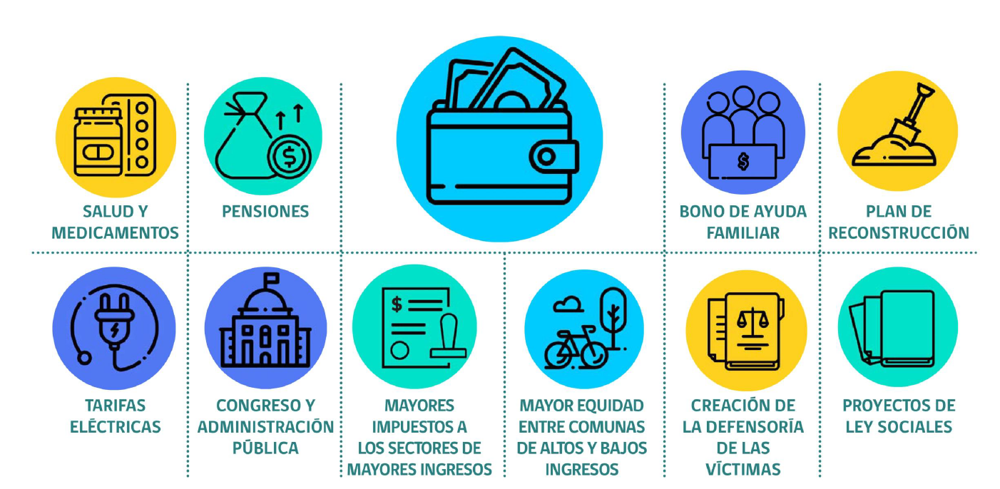 SALUD Y
MEDICAMENTOS
PENSIONES
BONO DE AYUDA
FAMILIAR
PLAN DE
RECONSTRUCCIÓN
TARIFAS
ELÉCTRICAS
CONGRESO Y
ADMINISTRACIÓN
PÚBLICA
$
MAYORES
IMPUESTOS A
LOS SECTORES DE
MAYORES INGRESOS
MAYOR EQUIDAD
ENTRE COMUNAS
DE ALTOS Y BAJOS
INGRESOS
CREACIÓN DE
LA DEFENSORÍA
DE LAS
VÍCTIMAS
PROYECTOS DE
LEY SOCIALES